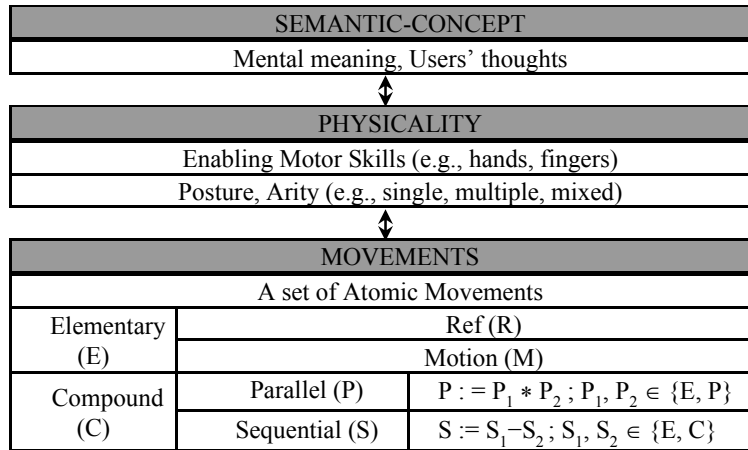 SEMANTIC-CONCEPT
Mental meaning, Users’ thoughts
PHYSICALITY
Enabling Motor Skills (e.g., hands, fingers)
Posture, Arity (e.g., single, multiple, mixed)
MOVEMENTS
A set of Atomic Movements
Elementary
(E)
Ref (R)
Motion (M)
Compound
(C)
Parallel (P)
P : = P₁ * P₂ ; P₁, P₂ ∈ {E, P}
Sequential (S)
S := S₁–S₂ ; S₁, S₂ ∈ {E, C}